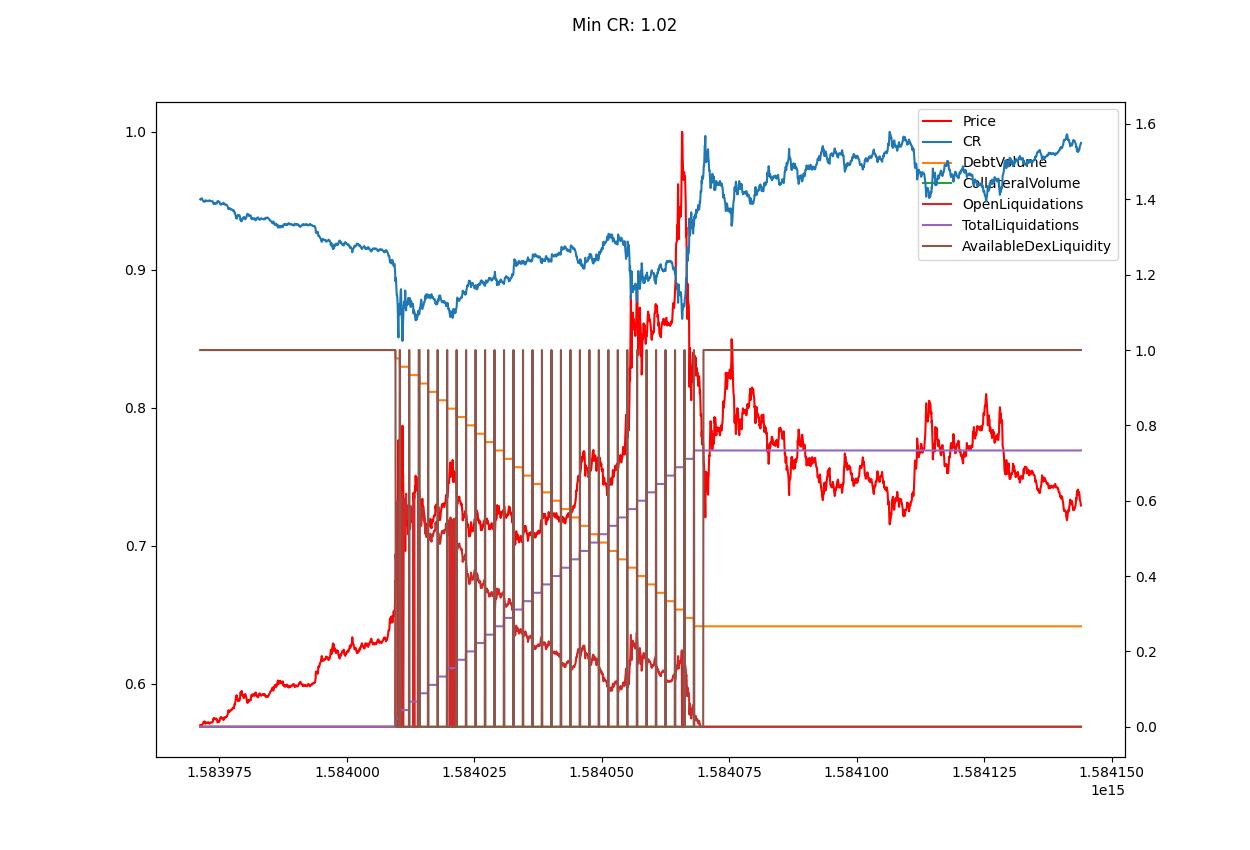 Min CR: 1.02
1.0
0.9
0.8
0.7
0.6
1.6
1.4
1.2
1.0
0.8
0.6
0.4
0.2
0.0
Price
CR
DebtVolume
CollateralVolume
OpenLiquidations
TotalLiquidations
AvailableDexLiquidity
1.583975 1.584000 1.584025 1.584050 1.584075 1.584100 1.584125 1.584150
1e15